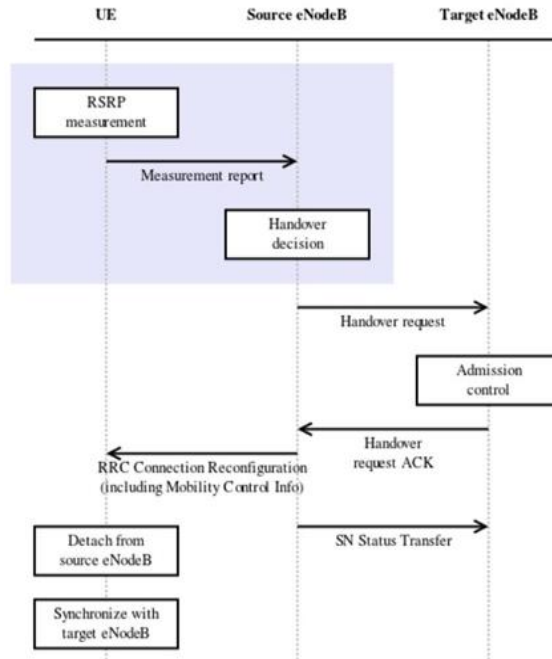 UE Source eNodeB Target eNodeB
RSRP
measurement
Measurement report
Handover
decision
Handover request
Admission
control
Handover
request ACK
RRC Connection Reconfiguration
(including Mobility Control Info)
Detach from
source eNodeB
SN Status Transfer
Synchronize with
target eNodeB